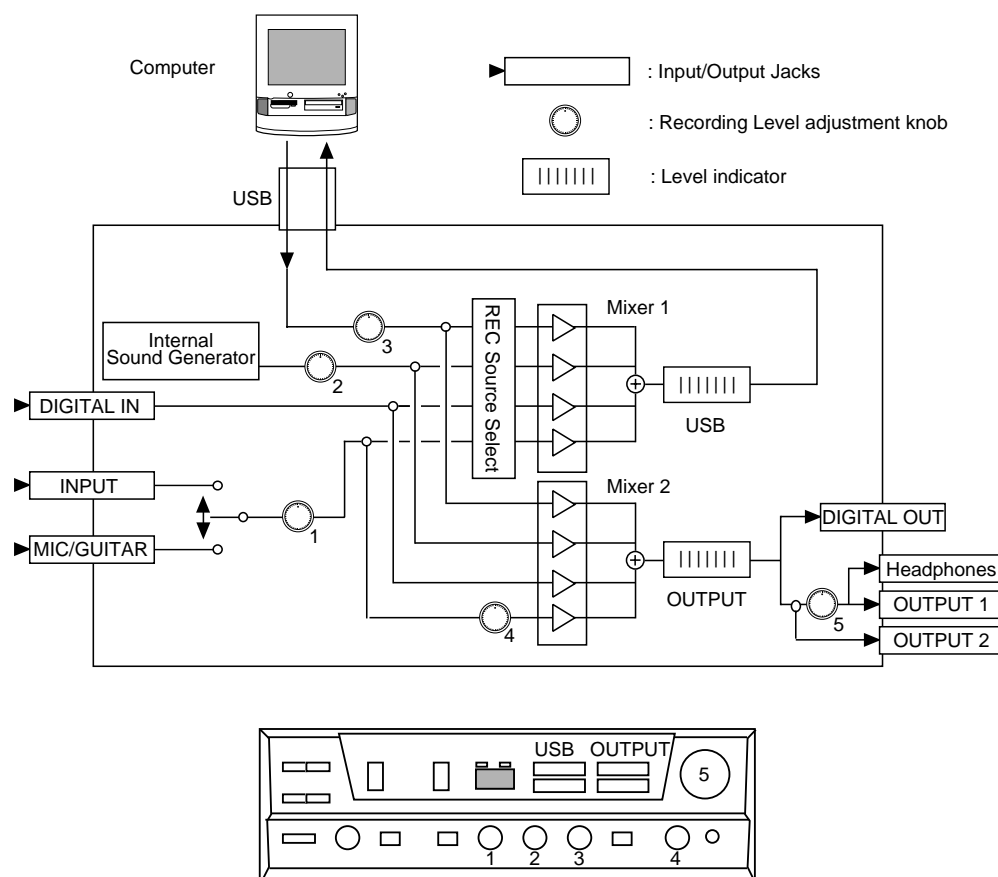 Computer
: Input/Output Jacks
: Recording Level adjustment knob
: Level indicator
USB
REC Source Select
Mixer 1
Internal
Sound Generator
3
2
DIGITAL IN
USB
INPUT
Mixer 2
1
DIGITAL OUT
MIC/GUITAR
Headphones
OUTPUT
OUTPUT 1
4
5
OUTPUT 2
USB
OUTPUT
5
1
2
3
4